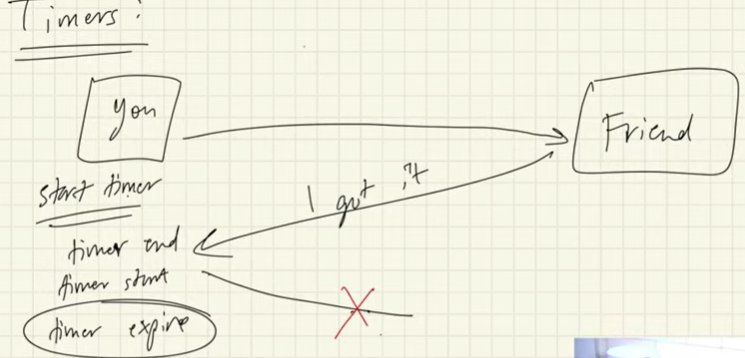 Timers:
you
Friend
start timer
I got it
timer end
timer start
timer expire